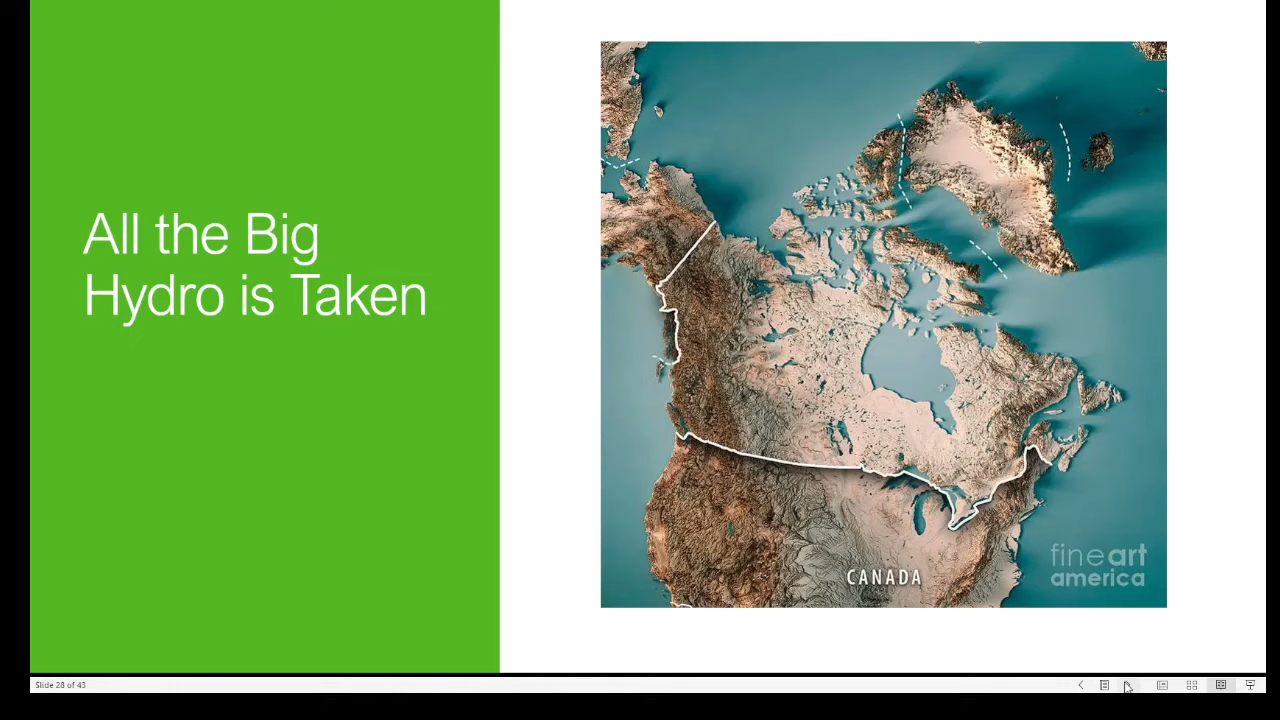 All the Big
Hydro is Taken
CANADA
fineart
america
Slide 28 of 43